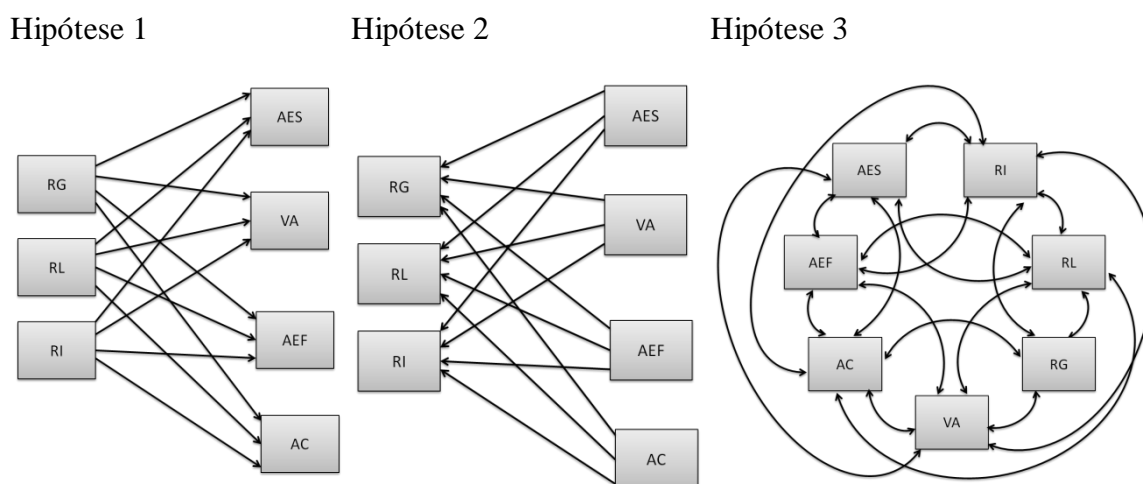 Hipótese 1
Hipótese 2
Hipótese 3
RG
RL
RI
AES
VA
AEF
AC
RG
RL
RI
AES
VA
AEF
AC
AES
RI
AEF
RL
AC
RG
VA